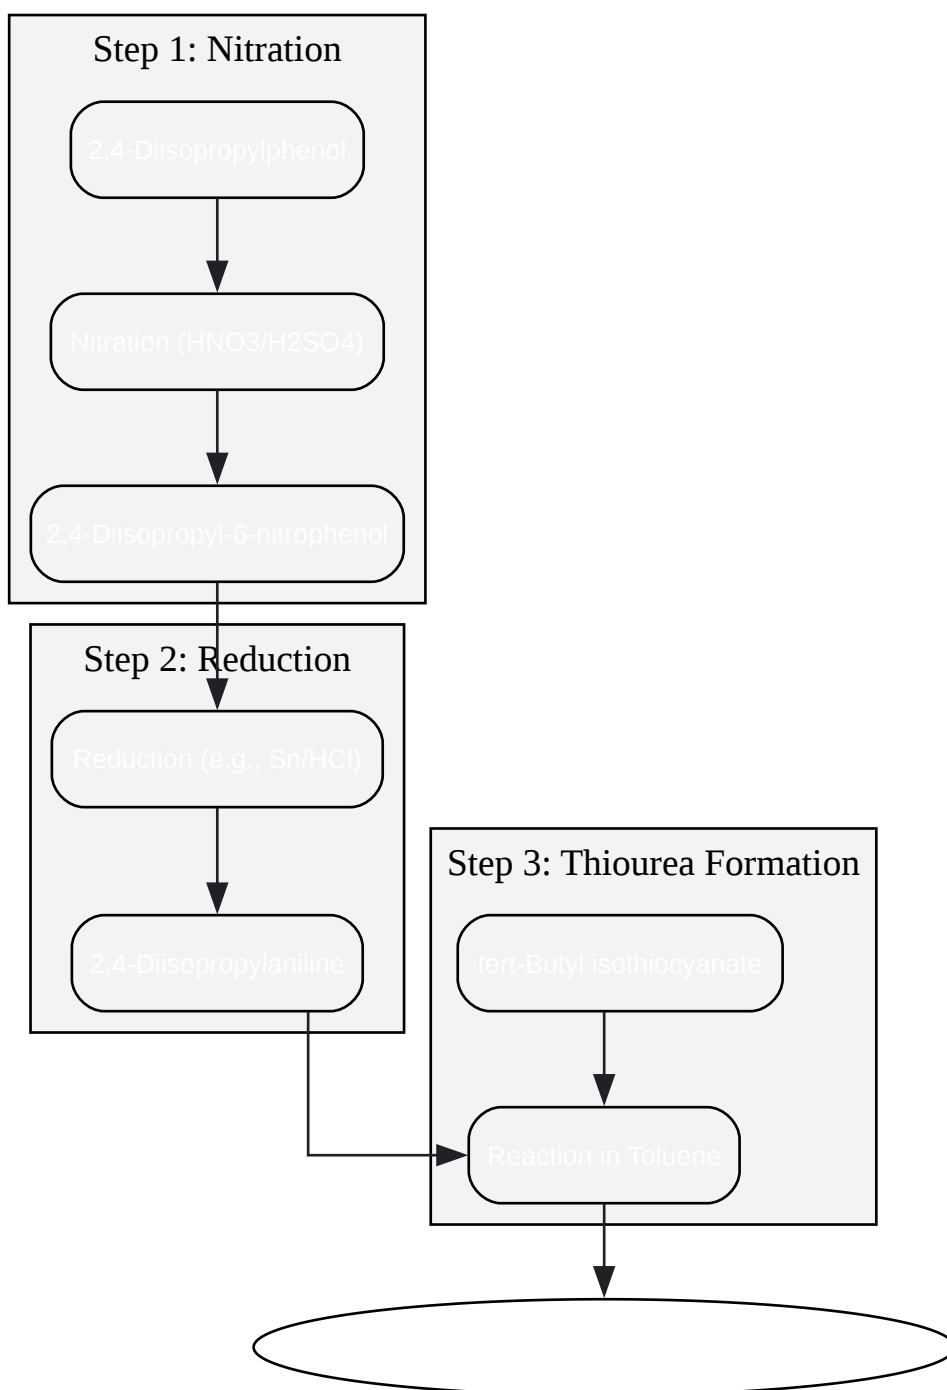 Step 1: Nitration
2,4-Diisopropylphenol
Nitration (HNO3/H2SO4)
2,4-Diisopropyl-6-nitrophenol
Step 2: Reduction
Reduction (e.g., Sn/HCl)
2,4-Diisopropylaniline
Step 3: Thiourea Formation
tert-Butyl isothiocyanate
Reaction in Toluene